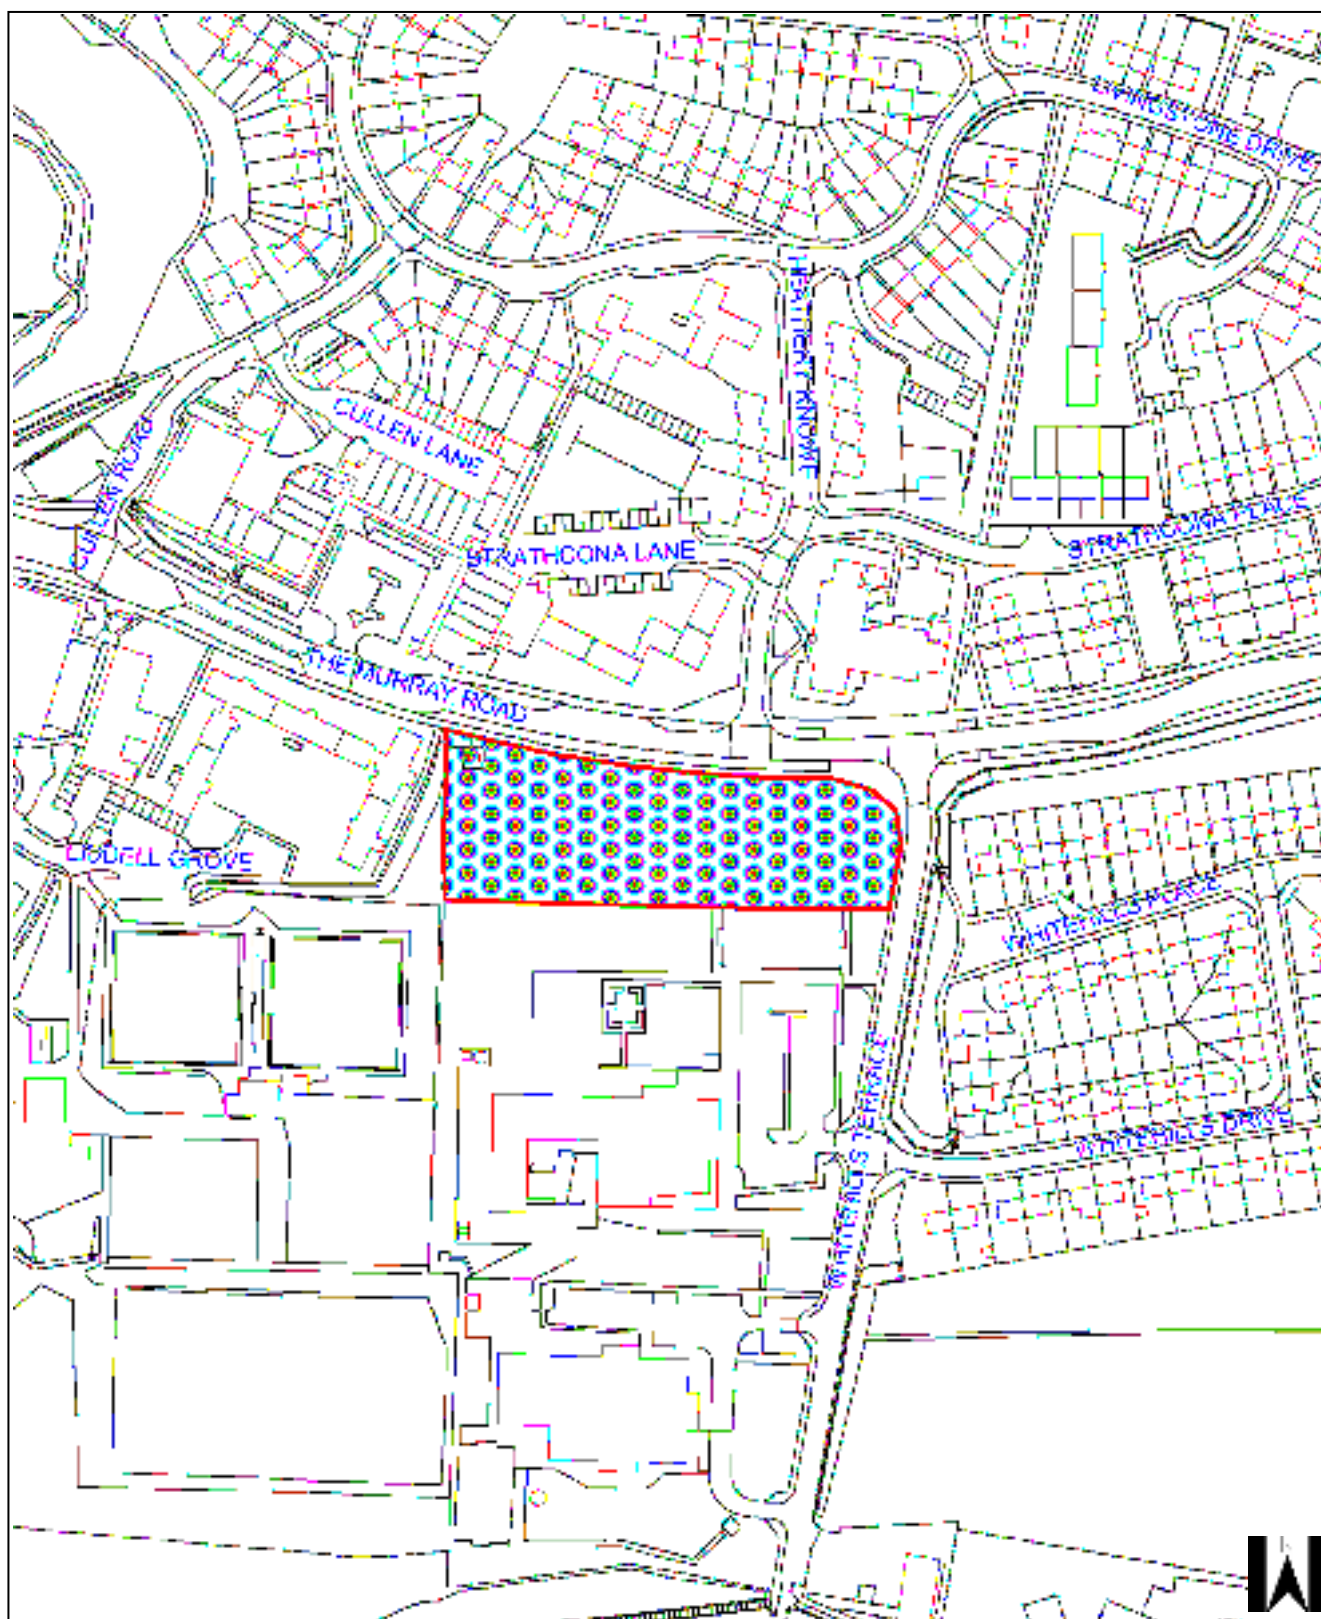 LIVINGSTONE DRIVE
HEATHERY KNOWE
CULLEN LANE
CULLEN ROAD
STRATHCONA PLACE
STRATHCONA LANE
THE MURRAY ROAD
LIDDELL GROVE
WHITEHILLS PLACE
WHITEHILLS TERRACE
WHITEHILLS DRIVE